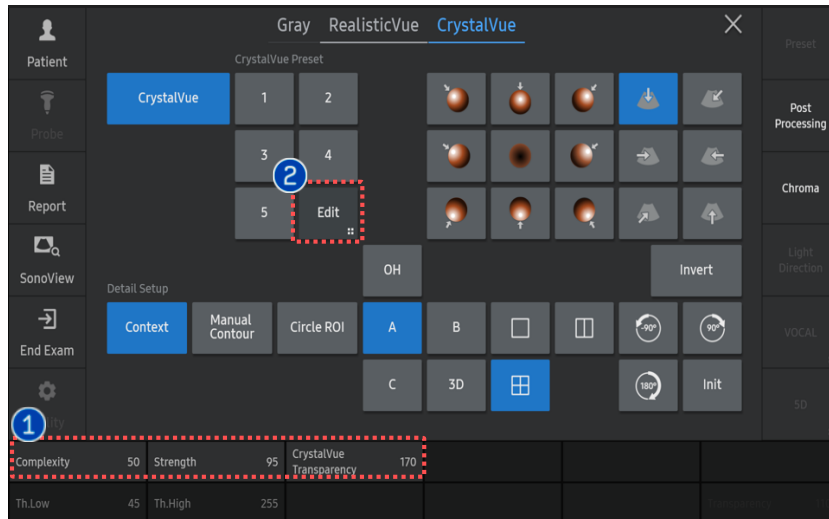 Gray RealisticVue CrystalVue
Patient
Preset
CrystalVue Preset
CrystalVue 1 2
Post
Processing
Probe
3 4
2
Chroma
Report
5 Edit
SonoView
OH Invert
Light
Direction
Detail Setup
Context Manual
Contour Circle ROI A B -90° 90°
VOCAL
End Exam
C 3D 180° Init
5D
1
Complexity 50 Strength 95 CrystalVue
Transparency 170
Th.Low 45 Th.High 255